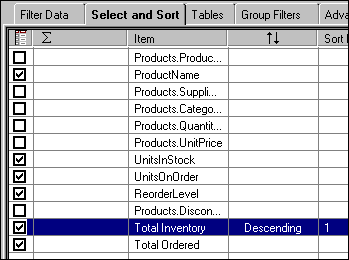 Filter Data Select and Sort Tables Group Filters Adva
Σ Item Sort
Products.Produc...
ProductName
Products.Suppli...
Products.Catego...
Products.Quantit...
Products.UnitPrice
UnitsInStock
UnitsOnOrder
ReorderLevel
Products.Discon...
Total Inventory Descending 1
Total Ordered